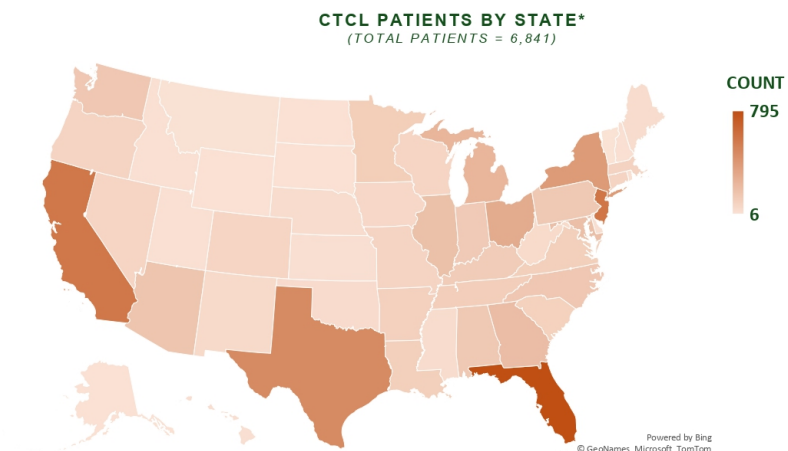 CTCL PATIENTS BY STATE*
(TOTAL PATIENTS = 6,841)
COUNT
795
6
Powered by Bing
© GeoNames, Microsoft, TomTom